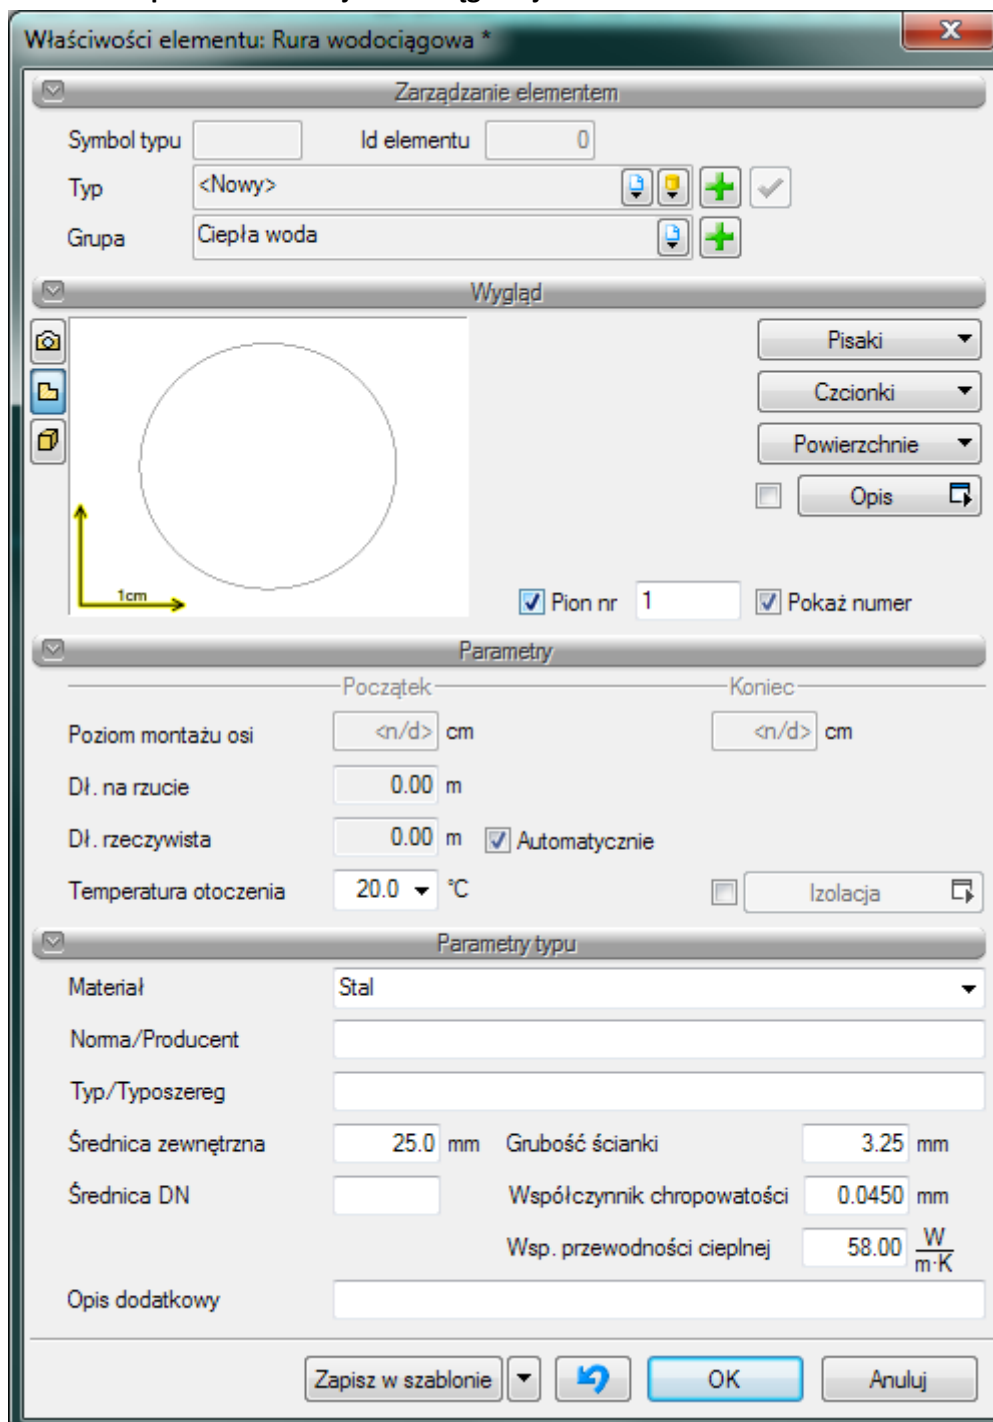 Właściwości elementu: Rura wodociągowa *
Zarządzanie elementem
Symbol typu Id elementu 0
Typ <Nowy>
Grupa Ciepła woda
Wygląd
Pisaki
Czcionki
Powierzchnie
Opis
1cm
Pion nr 1 Pokaż numer
Parametry
Początek Koniec
Poziom montażu osi <n/d> cm <n/d> cm
Dł. na rzucie 0.00 m
Dł. rzeczywista 0.00 m Automatycznie
Temperatura otoczenia 20.0 °C Izolacja
Parametry typu
Materiał Stal
Norma/Producent
Typ/Typoszereg
Średnica zewnętrzna 25.0 mm Grubość ścianki 3.25 mm
Średnica DN Współczynnik chropowatości 0.0450 mm
Wsp. przewodności cieplnej 58.00 W/m·K
Opis dodatkowy
Zapisz w szablonie OK Anuluj